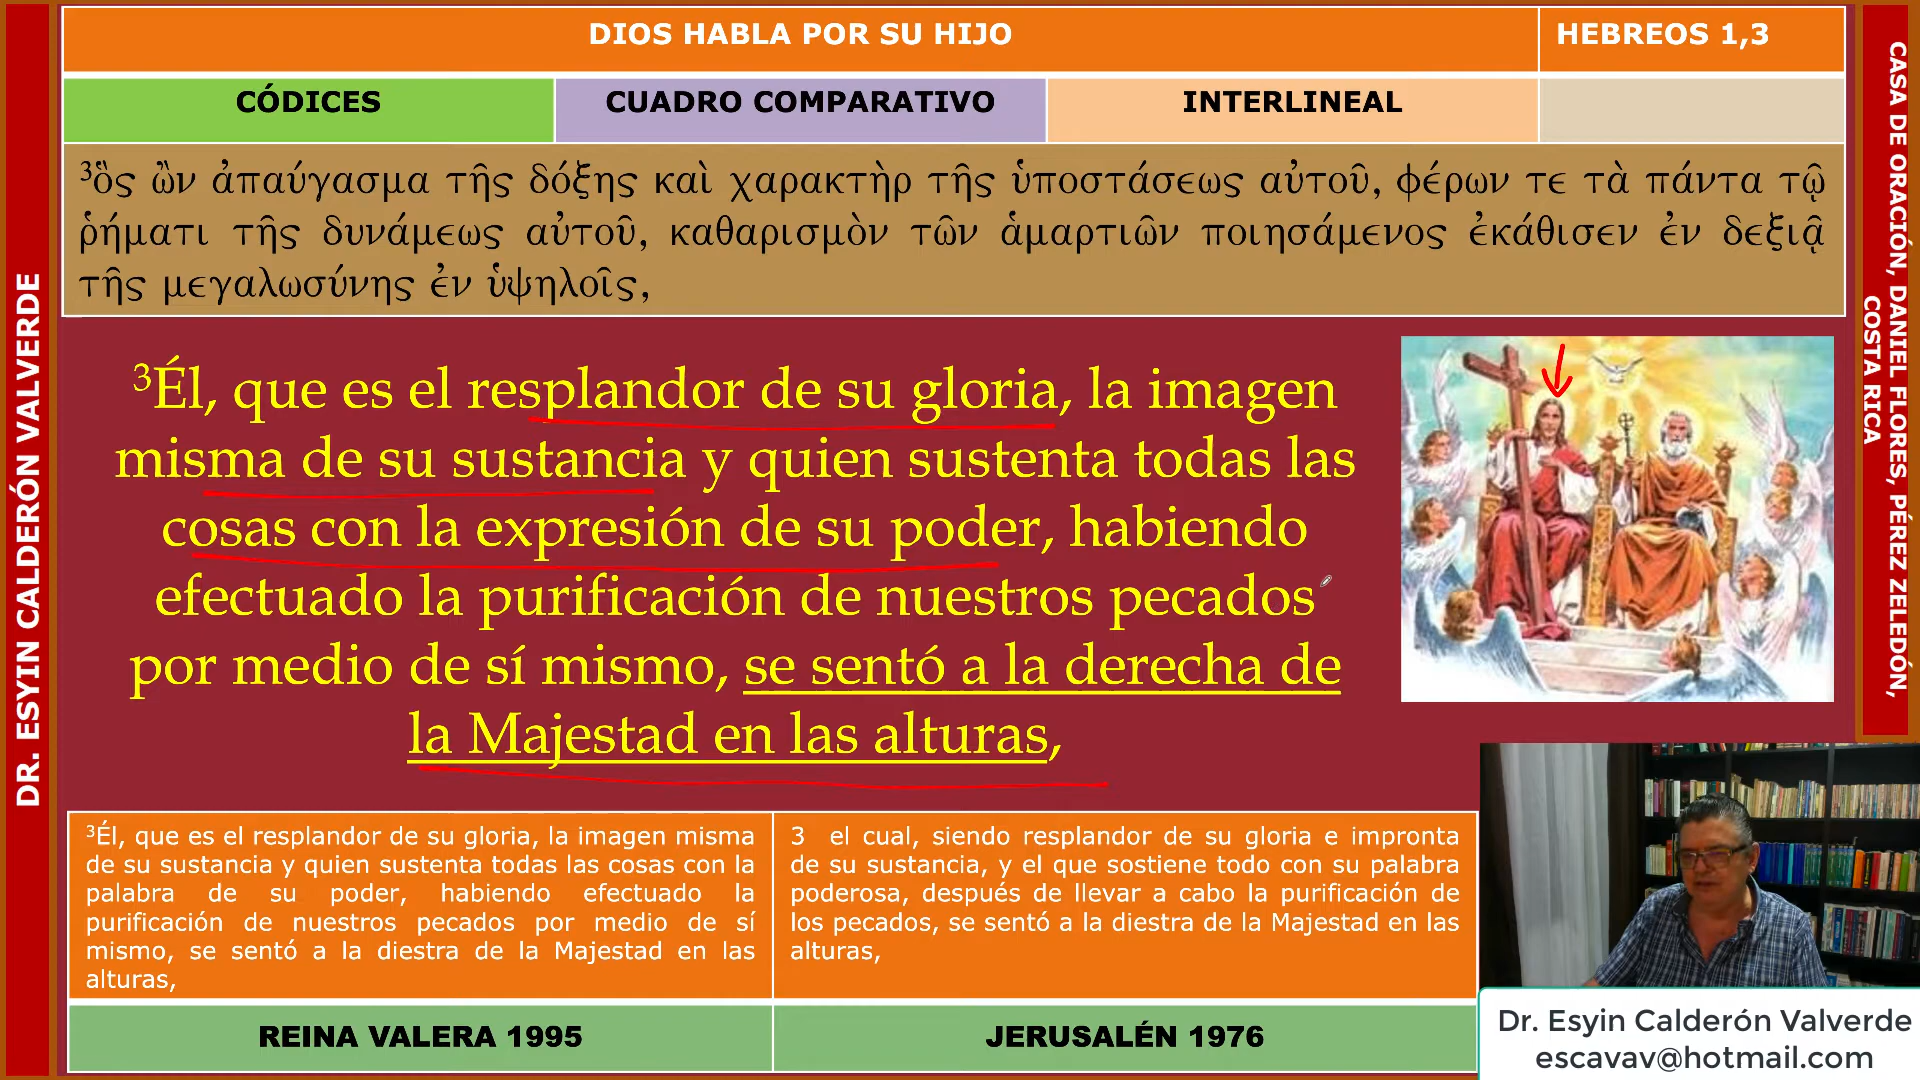 DIOS HABLA POR SU HIJO
HEBREOS 1,3
CÓDICES
CUADRO COMPARATIVO
INTERLINEAL
³ὃς ὢν ἀπαύγασμα τῆς δόξης καὶ χαρακτὴρ τῆς ὑποστάσεως αὐτοῦ, φέρων τε τὰ πάντα τῷ
ῥήματι τῆς δυνάμεως αὐτοῦ, καθαρισμὸν τῶν ἁμαρτιῶν ποιησάμενος ἐκάθισεν ἐν δεξιᾷ
τῆς μεγαλωσύνης ἐν ὑψηλοῖς,
³Él, que es el resplandor de su gloria, la imagen
misma de su sustancia y quien sustenta todas las
cosas con la expresión de su poder, habiendo
efectuado la purificación de nuestros pecados
por medio de sí mismo, se sentó a la derecha de
la Majestad en las alturas,
³Él, que es el resplandor de su gloria, la imagen misma
de su sustancia y quien sustenta todas las cosas con la
palabra de su poder, habiendo efectuado la
purificación de nuestros pecados por medio de sí
mismo, se sentó a la diestra de la Majestad en las
alturas,
3 el cual, siendo resplandor de su gloria e impronta
de su sustancia, y el que sostiene todo con su palabra
poderosa, después de llevar a cabo la purificación de
los pecados, se sentó a la diestra de la Majestad en las
alturas,
REINA VALERA 1995
JERUSALÉN 1976
DR. ESYIN CALDERÓN VALVERDE
CASA DE ORACIÓN, DANIEL FLORES, PÉREZ ZELEDÓN,
COSTA RICA
Dr. Esyin Calderón Valverde
escavav@hotmail.com